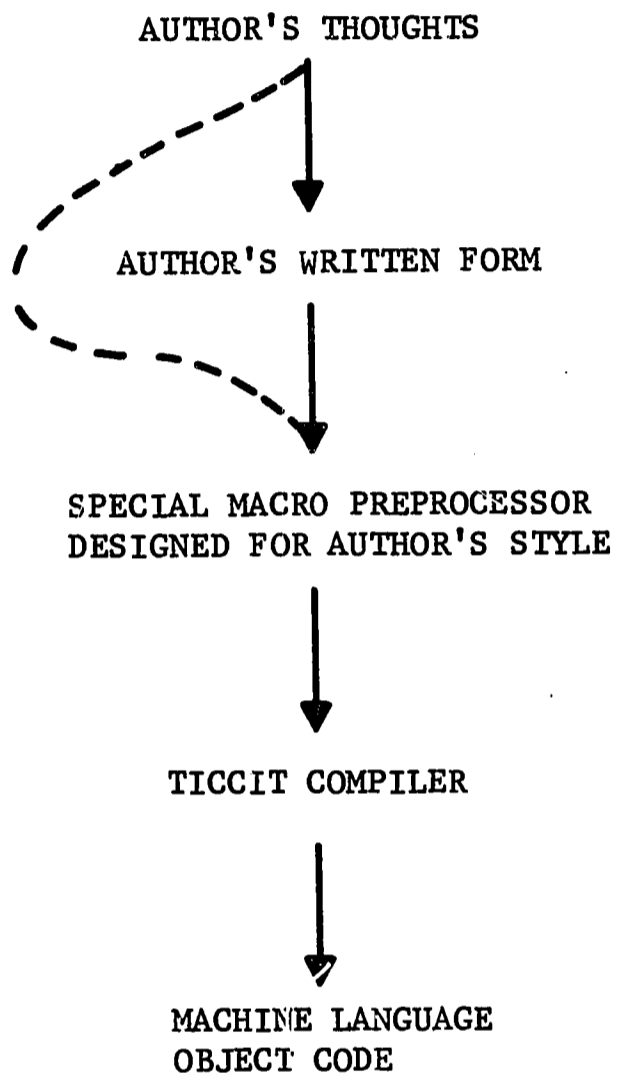 AUTHOR'S THOUGHTS
AUTHOR'S WRITTEN FORM
SPECIAL MACRO PREPROCESSOR
DESIGNED FOR AUTHOR'S STYLE
TICCIT COMPILER
MACHINE LANGUAGE
OBJECT CODE